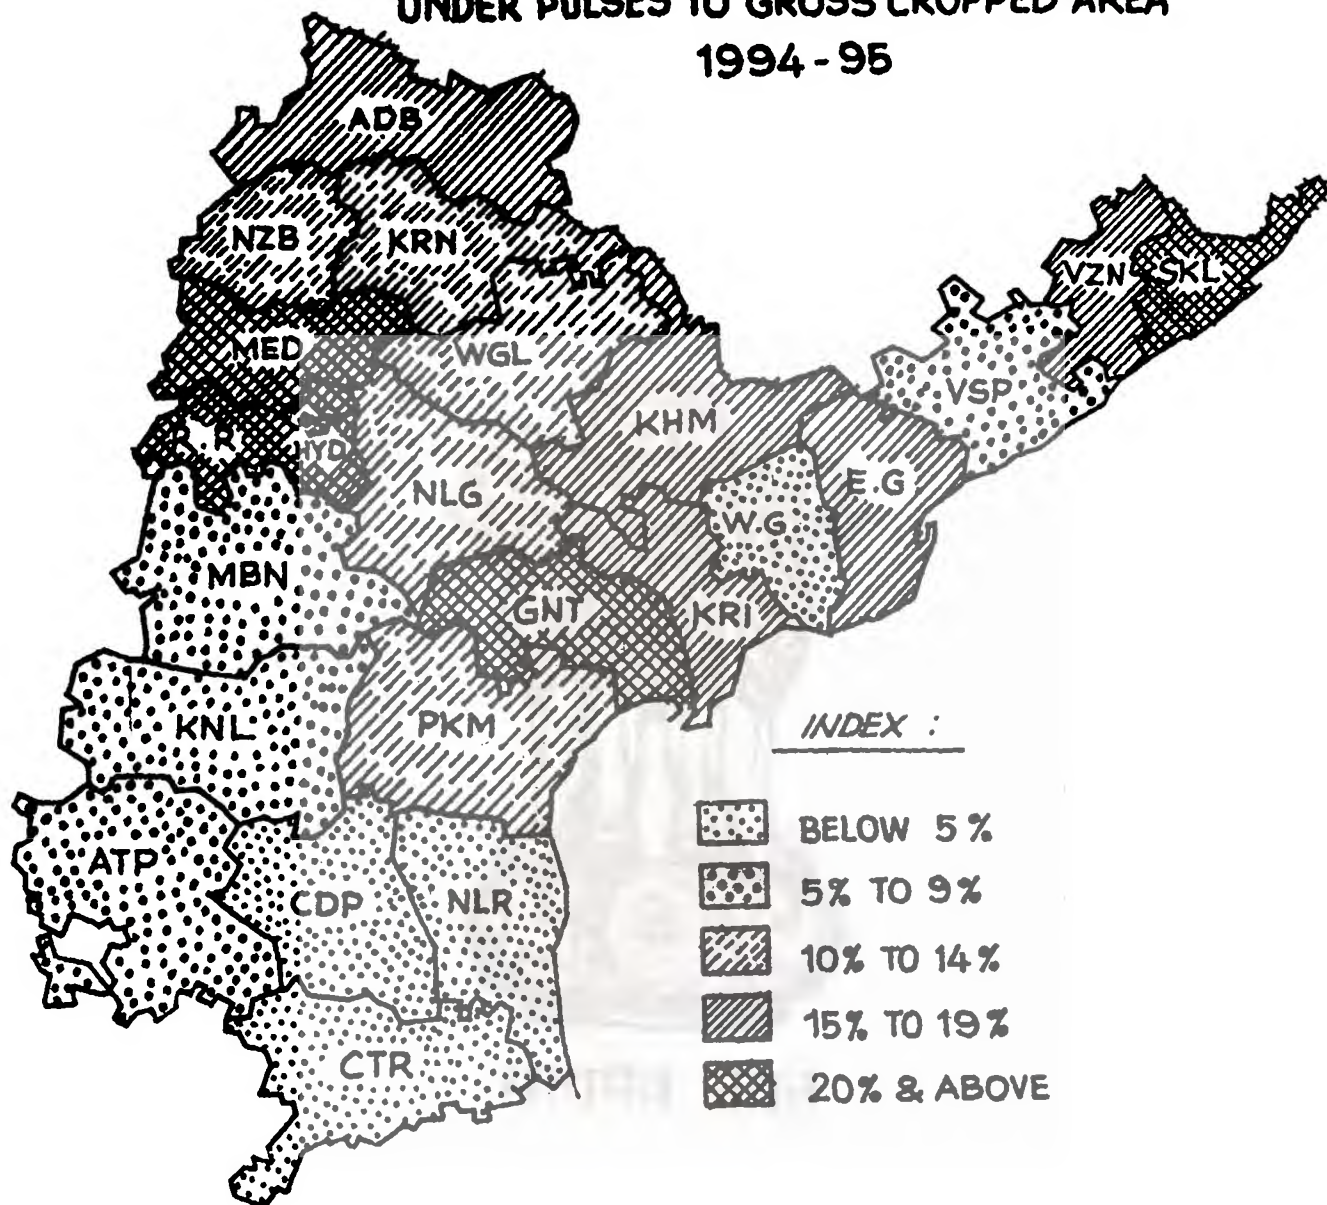 UNDER PULSES TO GROSS CROPPED AREA
1994-95
ADB
NZB
KRN
VZN
SKL
MED
WGL
VSP
KHM
R.R
HYD
NLG
E.G
W.G
MBN
GNT
KRI
KNL
PKM
INDEX :
BELOW 5%
5% TO 9%
10% TO 14%
15% TO 19%
20% & ABOVE
ATP
CDP
NLR
CTR